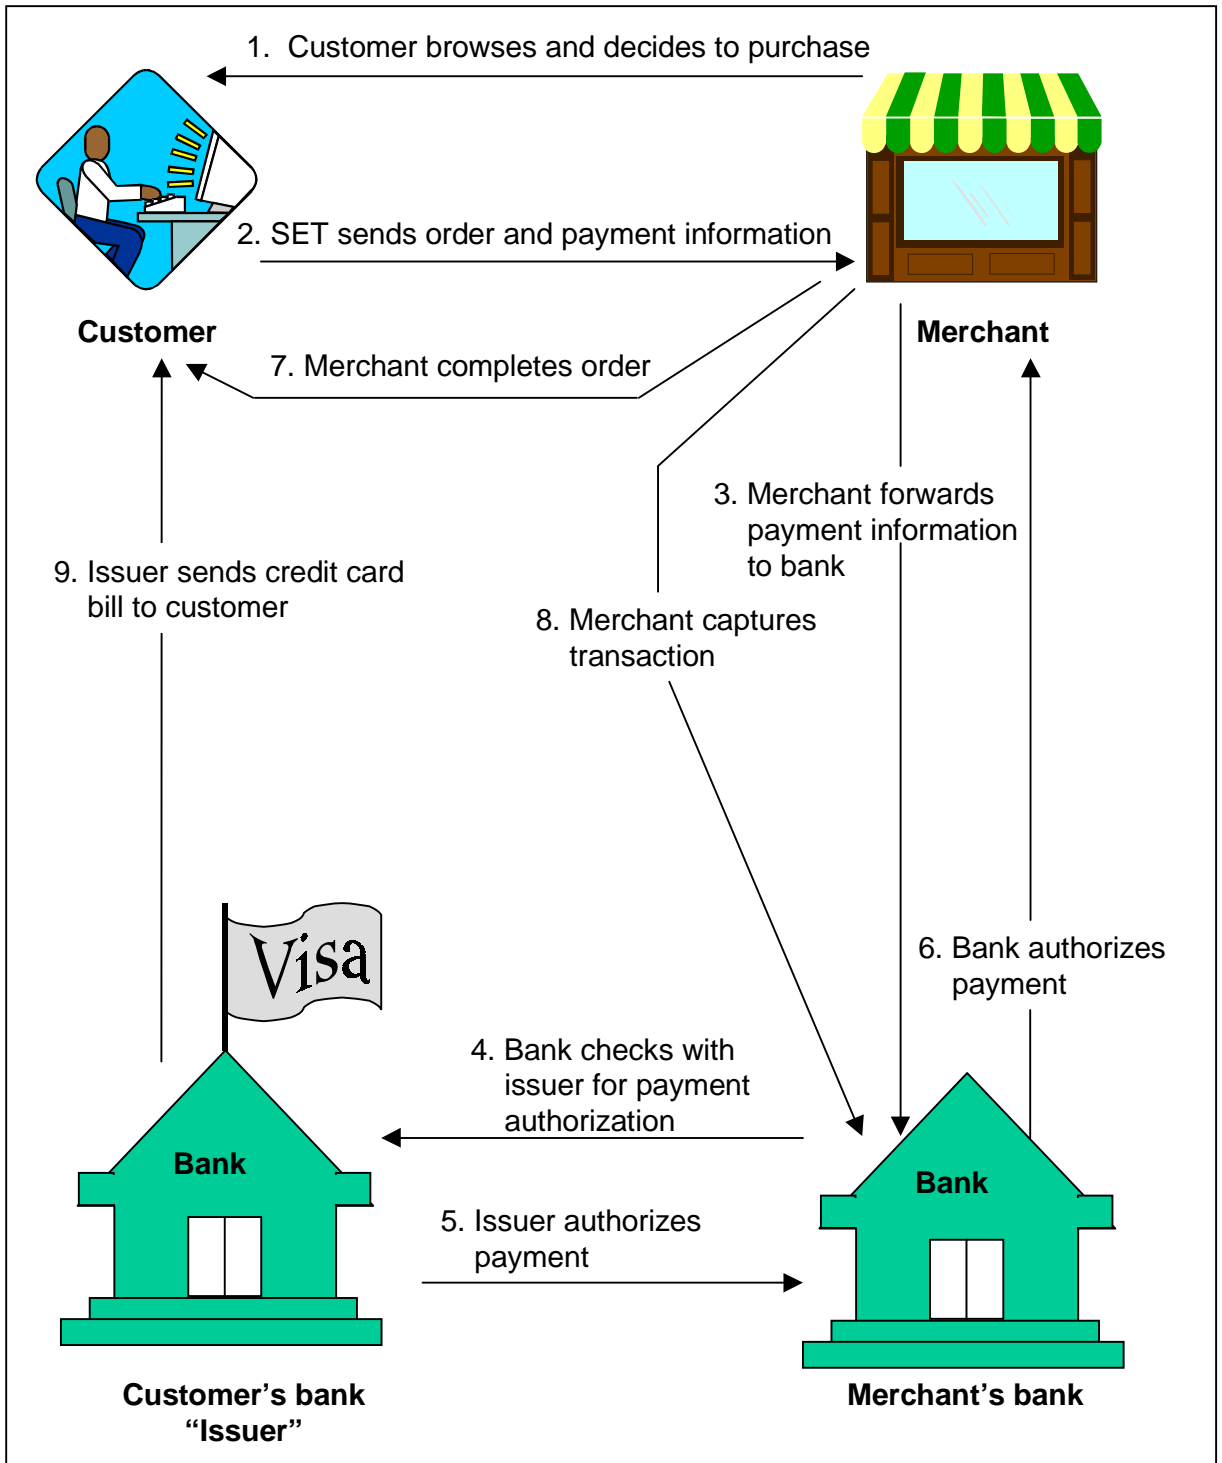 1. Customer browses and decides to purchase
2. SET sends order and payment information
Customer
Merchant
7. Merchant completes order
3. Merchant forwards
payment information
to bank
9. Issuer sends credit card
bill to customer
8. Merchant captures
transaction
Visa
6. Bank authorizes
payment
4. Bank checks with
issuer for payment
authorization
Bank
Bank
5. Issuer authorizes
payment
Customer’s bank
“Issuer”
Merchant’s bank